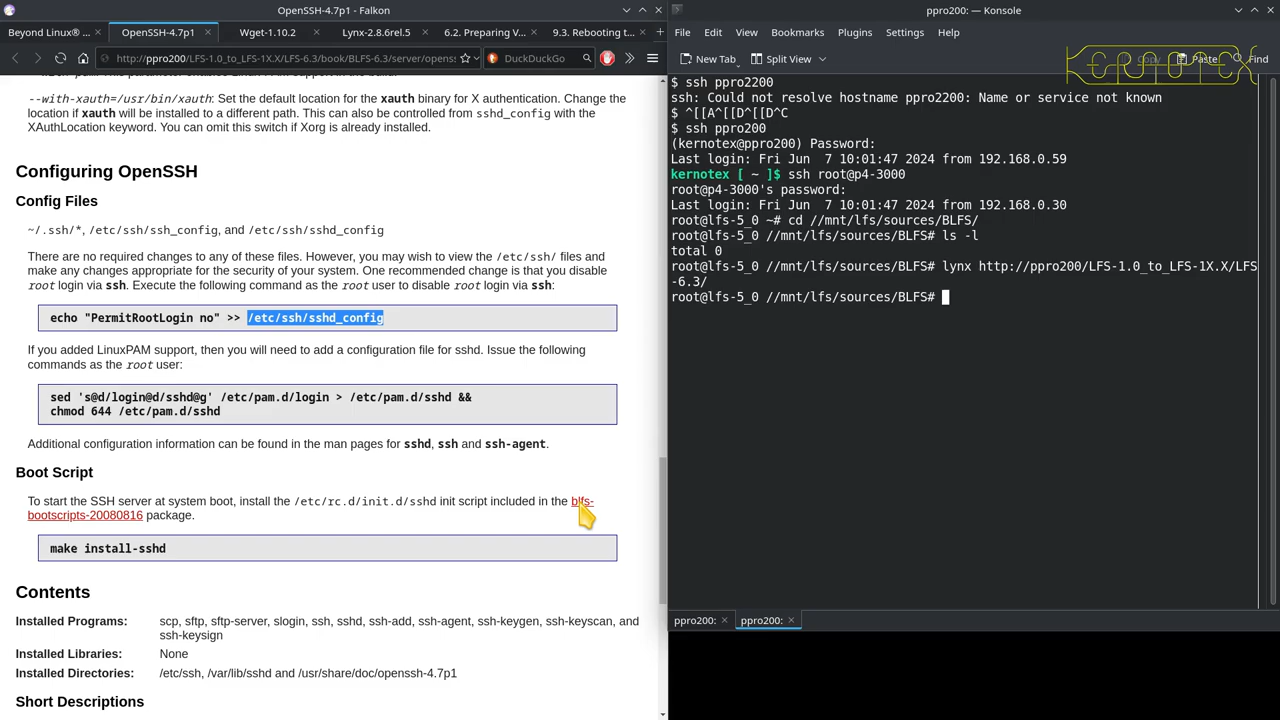 OpenSSH-4.7p1 - Falkon
Beyond Linux® ...
OpenSSH-4.7p1
Wget-1.10.2
Lynx-2.8.6rel.5
6.2. Preparing V...
9.3. Rebooting t...
http://ppro200/LFS-1.0_to_LFS-1X.X/LFS-6.3/book/BLFS-6.3/server/openss
DuckDuckGo
--with-xauth=/usr/bin/xauth: Set the default location for the xauth binary for X authentication. Change the
location if xauth will be installed to a different path. This can also be controlled from sshd_config with the
XAuthLocation keyword. You can omit this switch if Xorg is already installed.
Configuring OpenSSH
Config Files
~/.ssh/*, /etc/ssh/ssh_config, and /etc/ssh/sshd_config
There are no required changes to any of these files. However, you may wish to view the /etc/ssh/ files and
make any changes appropriate for the security of your system. One recommended change is that you disable
root login via ssh. Execute the following command as the root user to disable root login via ssh:
echo "PermitRootLogin no" >> /etc/ssh/sshd_config
If you added LinuxPAM support, then you will need to add a configuration file for sshd. Issue the following
commands as the root user:
sed 's@d/login@d/sshd@g' /etc/pam.d/login > /etc/pam.d/sshd &&
chmod 644 /etc/pam.d/sshd
Additional configuration information can be found in the man pages for sshd, ssh and ssh-agent.
Boot Script
To start the SSH server at system boot, install the /etc/rc.d/init.d/sshd init script included in the blfs-
bootscripts-20080816 package.
make install-sshd
Contents
Installed Programs: scp, sftp, sftp-server, slogin, ssh, sshd, ssh-add, ssh-agent, ssh-keygen, ssh-keyscan, and
ssh-keysign
Installed Libraries: None
Installed Directories: /etc/ssh, /var/lib/sshd and /usr/share/doc/openssh-4.7p1
Short Descriptions
ppro200: — Konsole
File Edit View Bookmarks Plugins Settings Help
New Tab Split View Copy Paste Find
KERNOTEX
$ ssh ppro2200
ssh: Could not resolve hostname ppro2200: Name or service not known
$ ^[[A^[[D^[[D^C
$ ssh ppro200
(kernotex@ppro200) Password:
Last login: Fri Jun  7 10:01:47 2024 from 192.168.0.59
kernotex [ ~ ]$ ssh root@p4-3000
root@p4-3000's password:
Last login: Fri Jun  7 10:01:47 2024 from 192.168.0.30
root@lfs-5_0 ~# cd //mnt/lfs/sources/BLFS/
root@lfs-5_0 //mnt/lfs/sources/BLFS# ls -l
total 0
root@lfs-5_0 //mnt/lfs/sources/BLFS# lynx http://ppro200/LFS-1.0_to_LFS-1X.X/LFS
-6.3/
root@lfs-5_0 //mnt/lfs/sources/BLFS#
ppro200:
ppro200: